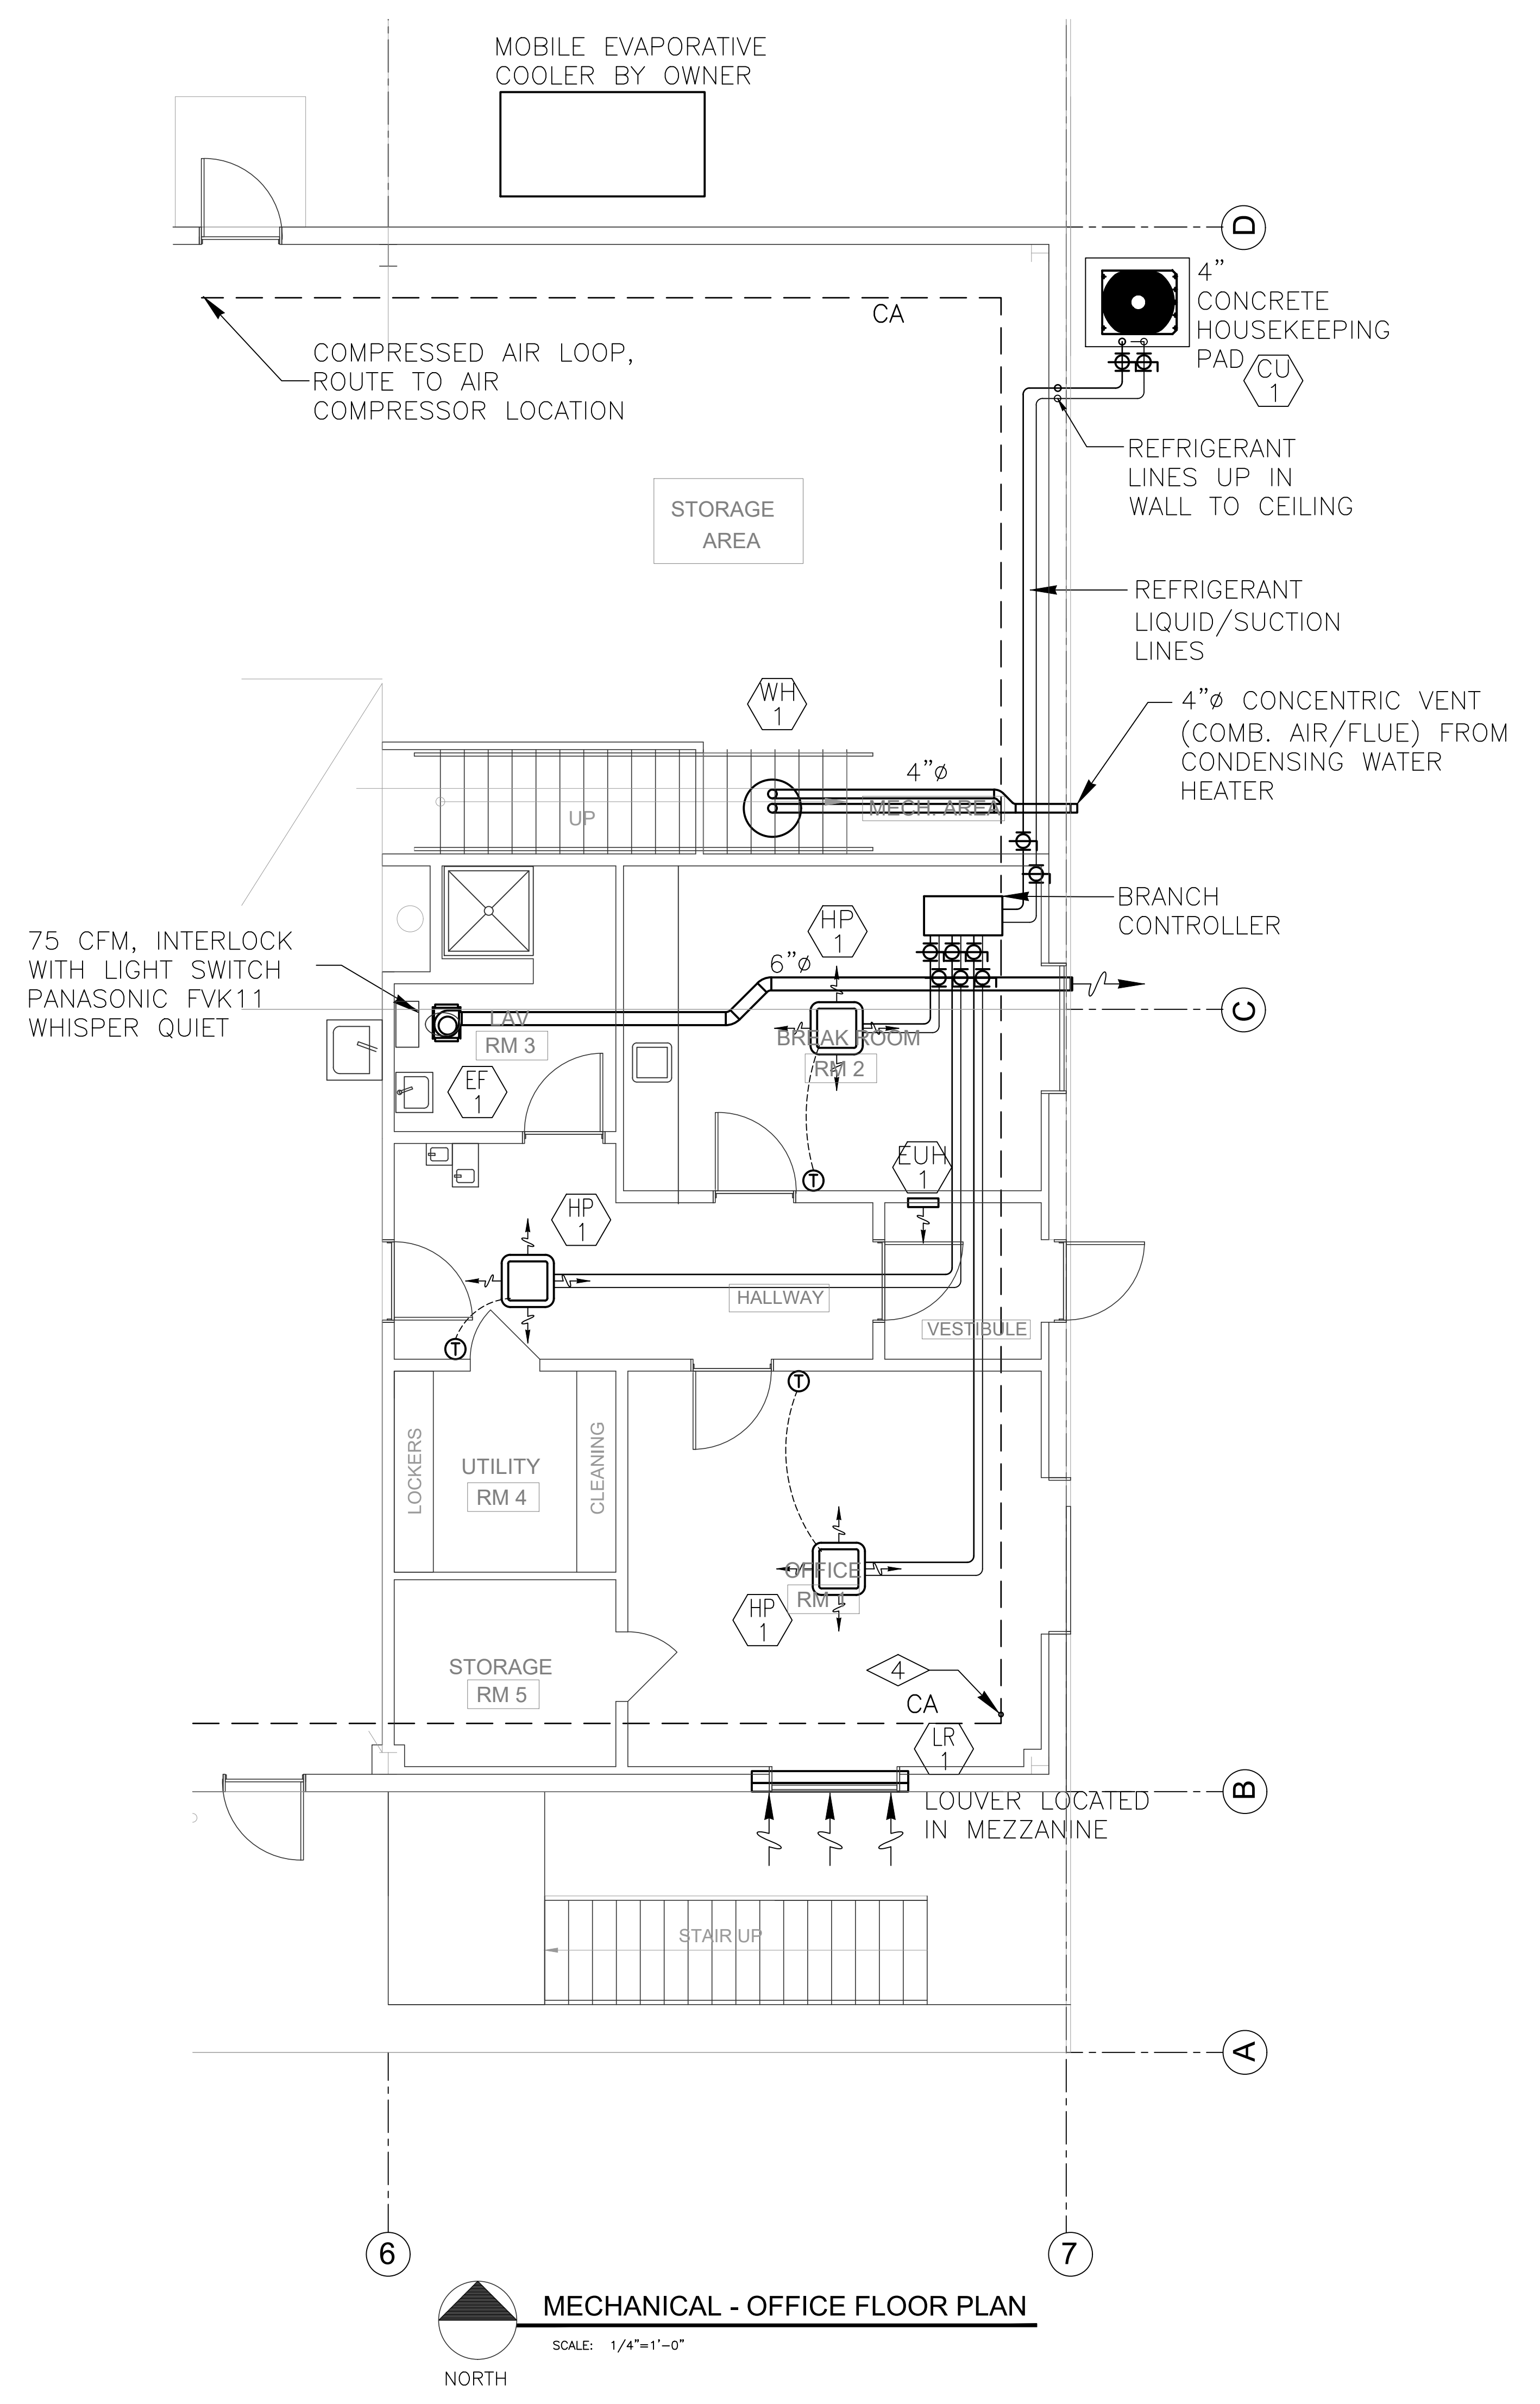 MOBILE EVAPORATIVE
COOLER BY OWNER
D
4"
CONCRETE
HOUSEKEEPING
PAD
CU
1
CA
COMPRESSED AIR LOOP,
ROUTE TO AIR
COMPRESSOR LOCATION
REFRIGERANT
LINES UP IN
WALL TO CEILING
STORAGE
AREA
REFRIGERANT
LIQUID/SUCTION
LINES
WH
1
4"ø CONCENTRIC VENT
(COMB. AIR/FLUE) FROM
CONDENSING WATER
HEATER
4"ø
MECH. AREA
UP
BRANCH
CONTROLLER
HP
1
75 CFM, INTERLOCK
WITH LIGHT SWITCH
PANASONIC FVK11
WHISPER QUIET
6"ø
C
LAV
RM 3
BREAK ROOM
RM 2
EF
1
EUH
1
T
HP
1
HALLWAY
VESTIBULE
T
T
LOCKERS
UTILITY
RM 4
CLEANING
OFFICE
RM 1
HP
1
STORAGE
RM 5
4
CA
LR
1
B
LOUVER LOCATED
IN MEZZANINE
STAIR UP
A
6
7
MECHANICAL - OFFICE FLOOR PLAN
SCALE: 1/4"=1'-0"
NORTH